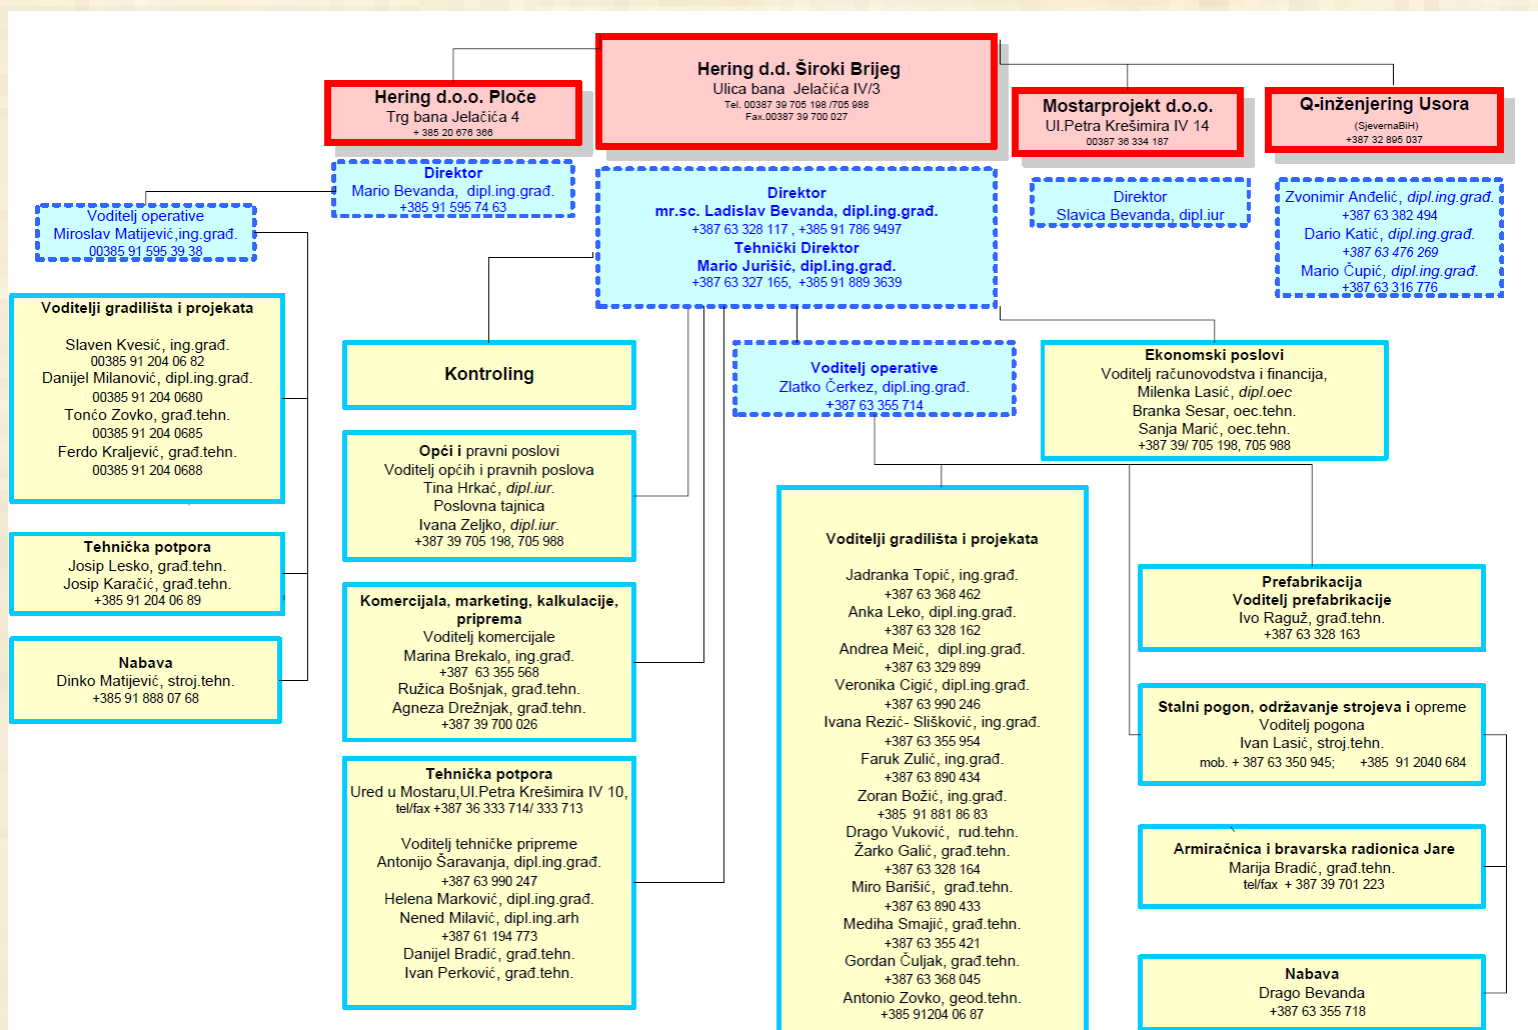 Hering d.d. Široki Brijeg
Ulica bana Jelačića IV/3
Tel. 00387 39 705 198 /705 988
Fax.00387 39 700 027
Hering d.o.o. Ploče
Trg bana Jelačića 4
+ 385 20 676 366
Mostarprojekt d.o.o.
Ul.Petra Krešimira IV 14
00387 36 334 187
Q-inženjering Usora
(SjevernaBiH)
+387 32 895 037
Direktor
Mario Bevanda, dipl.ing.građ.
+385 91 595 74 63
Voditelj operative
Miroslav Matijević,ing.građ.
00385 91 595 39 38
Direktor
mr.sc. Ladislav Bevanda, dipl.ing.građ.
+387 63 328 117 , +385 91 786 9497
Tehnički Direktor
Mario Jurišić, dipl.ing.građ.
+387 63 327 165, +385 91 889 3639
Direktor
Slavica Bevanda, dipl.iur
Zvonimir Anđelić, dipl.ing.građ.
+387 63 382 494
Dario Katić, dipl.ing.građ.
+387 63 476 269
Mario Čupić, dipl.ing.građ.
+387 63 316 776
Voditelji gradilišta i projekata
Slaven Kvesić, ing.građ.
00385 91 204 06 82
Danijel Milanović, dipl.ing.građ.
00385 91 204 0680
Tonćo Zovko, građ.tehn.
00385 91 204 0685
Ferdo Kraljević, građ.tehn.
00385 91 204 0688
Tehnička potpora
Josip Lesko, građ.tehn.
Josip Karačić, građ.tehn.
+385 91 204 06 89
Nabava
Dinko Matijević, stroj.tehn.
+385 91 888 07 68
Kontroling
Opći i pravni poslovi
Voditelj općih i pravnih poslova
Tina Hrkać, dipl.iur.
Poslovna tajnica
Ivana Zeljko, dipl.iur.
+387 39 705 198, 705 988
Komercijala, marketing, kalkulacije,
priprema
Voditelj komercijale
Marina Brekalo, ing.građ.
+387 63 355 568
Ružica Bošnjak, građ.tehn.
Agneza Drežnjak, građ.tehn.
+387 39 700 026
Tehnička potpora
Ured u Mostaru,Ul.Petra Krešimira IV 10,
tel/fax +387 36 333 714/ 333 713
Voditelj tehničke pripreme
Antonijo Šaravanja, dipl.ing.građ.
+387 63 990 247
Helena Marković, dipl.ing.građ.
Nened Milavić, dipl.ing.arh
+387 61 194 773
Danijel Bradić, građ.tehn.
Ivan Perković, građ.tehn.
Voditelj operative
Zlatko Čerkez, dipl.ing.građ.
+387 63 355 714
Ekonomski poslovi
Voditelj računovodstva i financija,
Milenka Lasić, dipl.oec
Branka Sesar, oec.tehn.
Sanja Marić, oec.tehn.
+387 39/ 705 198, 705 988
Voditelji gradilišta i projekata
Jadranka Topić, ing.građ.
+387 63 368 462
Anka Leko, dipl.ing.građ.
+387 63 328 162
Andrea Meić, dipl.ing.građ.
+387 63 329 899
Veronika Cigić, dipl.ing.građ.
+387 63 990 246
Ivana Rezić- Slišković, ing.građ.
+387 63 355 954
Faruk Zulić, ing.građ.
+387 63 890 434
Zoran Božić, ing.građ.
+385 91 881 86 83
Drago Vuković, rud.tehn.
Žarko Galić, građ.tehn.
+387 63 328 164
Miro Barišić, građ.tehn.
+387 63 890 433
Mediha Smajić, građ.tehn.
+387 63 355 421
Gordan Čuljak, građ.tehn.
+387 63 368 045
Antonio Zovko, geod.tehn.
+385 91204 06 87
Prefabrikacija
Voditelj prefabrikacije
Ivo Raguž, građ.tehn.
+387 63 328 163
Stalni pogon, održavanje strojeva i opreme
Voditelj pogona
Ivan Lasić, stroj.tehn.
mob. + 387 63 350 945; +385 91 2040 684
Armiračnica i bravarska radionica Jare
Marija Bradić, građ.tehn.
tel/fax + 387 39 701 223
Nabava
Drago Bevanda
+387 63 355 718